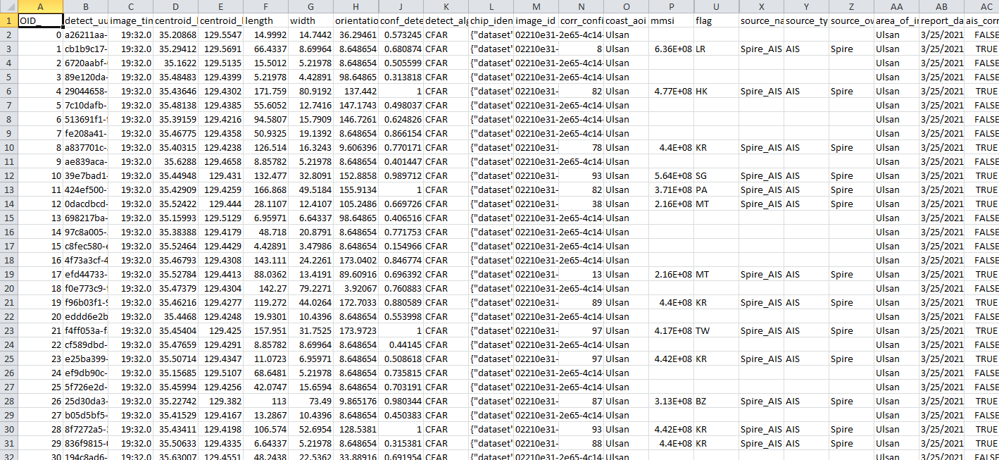 A B C D E F G H J K L M N O P U X Y Z AA AB AC
1 OID_ detect_uu image_tim centroid_l centroid_l length width orientatio conf_dete detect_alg chip_iden image_id corr_confi coast_aoi mmsi flag source_na source_ty source_ow area_of_in report_da ais_corr
2 0 a26211aa- 19:32.0 35.20868 129.5547 14.9992 14.7442 36.29461 0.573245 CFAR {"dataset" 02210e31-2e65-4c14- Ulsan Ulsan 3/25/2021 FALSE
3 1 cb1b9c17- 19:32.0 35.29412 129.5691 66.4337 8.69964 8.648654 0.680874 CFAR {"dataset" 02210e31- 8 Ulsan 6.36E+08 LR Spire_AIS AIS Spire Ulsan 3/25/2021 TRUE
4 2 6720aabf- 19:32.0 35.1622 129.5135 15.5012 5.21978 8.648654 0.505599 CFAR {"dataset" 02210e31-2e65-4c14- Ulsan Ulsan 3/25/2021 FALSE
5 3 89e120da- 19:32.0 35.48483 129.4399 5.21978 4.42891 98.64865 0.313818 CFAR {"dataset" 02210e31-2e65-4c14- Ulsan Ulsan 3/25/2021 FALSE
6 4 29044658- 19:32.0 35.43646 129.4302 171.759 80.9192 137.442 1 CFAR {"dataset" 02210e31- 82 Ulsan 4.77E+08 HK Spire_AIS AIS Spire Ulsan 3/25/2021 TRUE
7 5 7c10dafb- 19:32.0 35.48138 129.4385 55.6052 12.7416 147.1743 0.498037 CFAR {"dataset" 02210e31-2e65-4c14- Ulsan Ulsan 3/25/2021 FALSE
8 6 513691f1- 19:32.0 35.39159 129.4216 94.5807 15.7909 146.7261 0.624826 CFAR {"dataset" 02210e31-2e65-4c14- Ulsan Ulsan 3/25/2021 FALSE
9 7 fe208a41- 19:32.0 35.46775 129.4358 50.9325 19.1392 8.648654 0.866154 CFAR {"dataset" 02210e31-2e65-4c14- Ulsan Ulsan 3/25/2021 FALSE
10 8 a837701c- 19:32.0 35.40315 129.4238 126.514 16.3243 9.606396 0.770171 CFAR {"dataset" 02210e31- 78 Ulsan 4.4E+08 KR Spire_AIS AIS Spire Ulsan 3/25/2021 TRUE
11 9 ae839aca- 19:32.0 35.6288 129.4658 8.85782 5.21978 8.648654 0.401447 CFAR {"dataset" 02210e31-2e65-4c14- Ulsan Ulsan 3/25/2021 FALSE
12 10 39e7bad1- 19:32.0 35.44948 129.431 132.477 32.8091 152.8858 0.989712 CFAR {"dataset" 02210e31- 93 Ulsan 5.64E+08 SG Spire_AIS AIS Spire Ulsan 3/25/2021 TRUE
13 11 424ef500- 19:32.0 35.42909 129.4259 166.868 49.5184 155.9134 1 CFAR {"dataset" 02210e31- 82 Ulsan 3.71E+08 PA Spire_AIS AIS Spire Ulsan 3/25/2021 TRUE
14 12 0dacdbcd- 19:32.0 35.52422 129.444 28.1107 12.4107 105.2486 0.669726 CFAR {"dataset" 02210e31- 38 Ulsan 2.16E+08 MT Spire_AIS AIS Spire Ulsan 3/25/2021 TRUE
15 13 698217ba- 19:32.0 35.15993 129.5129 6.95971 6.64337 98.64865 0.406516 CFAR {"dataset" 02210e31-2e65-4c14- Ulsan Ulsan 3/25/2021 FALSE
16 14 97c8a005- 19:32.0 35.38388 129.4179 48.718 20.8791 8.648654 0.771753 CFAR {"dataset" 02210e31-2e65-4c14- Ulsan Ulsan 3/25/2021 FALSE
17 15 c8fec580-e 19:32.0 35.52464 129.4429 4.42891 3.47986 8.648654 0.154966 CFAR {"dataset" 02210e31-2e65-4c14- Ulsan Ulsan 3/25/2021 FALSE
18 16 4f73a3cf-4 19:32.0 35.46793 129.4308 143.111 24.2261 173.0402 0.846774 CFAR {"dataset" 02210e31-2e65-4c14- Ulsan Ulsan 3/25/2021 FALSE
19 17 efd44733- 19:32.0 35.52784 129.4413 88.0362 13.4191 89.60916 0.696392 CFAR {"dataset" 02210e31- 13 Ulsan 2.16E+08 MT Spire_AIS AIS Spire Ulsan 3/25/2021 TRUE
20 18 f0e773c9- 19:32.0 35.47379 129.4304 142.27 79.2271 3.92067 0.760883 CFAR {"dataset" 02210e31-2e65-4c14- Ulsan Ulsan 3/25/2021 FALSE
21 19 f96b03f1-9 19:32.0 35.46216 129.4277 119.272 44.0264 172.7033 0.880589 CFAR {"dataset" 02210e31- 89 Ulsan 4.4E+08 KR Spire_AIS AIS Spire Ulsan 3/25/2021 TRUE
22 20 eddd6e2b 19:32.0 35.4468 129.4248 19.9301 10.4396 8.648654 0.553998 CFAR {"dataset" 02210e31-2e65-4c14- Ulsan Ulsan 3/25/2021 FALSE
23 21 f4ff053a-f 19:32.0 35.45404 129.425 157.951 31.7525 173.9723 1 CFAR {"dataset" 02210e31- 97 Ulsan 4.17E+08 TW Spire_AIS AIS Spire Ulsan 3/25/2021 TRUE
24 22 cf589dbd- 19:32.0 35.47659 129.4291 8.85782 8.69964 8.648654 0.44145 CFAR {"dataset" 02210e31-2e65-4c14- Ulsan Ulsan 3/25/2021 FALSE
25 23 e25ba399- 19:32.0 35.50714 129.4347 11.0723 6.95971 8.648654 0.508618 CFAR {"dataset" 02210e31- 97 Ulsan 4.42E+08 KR Spire_AIS AIS Spire Ulsan 3/25/2021 TRUE
26 24 ef9db90c- 19:32.0 35.15685 129.5107 68.6481 5.21978 8.648654 0.735815 CFAR {"dataset" 02210e31-2e65-4c14- Ulsan Ulsan 3/25/2021 FALSE
27 25 5f726e2d- 19:32.0 35.45994 129.4256 42.0747 15.6594 8.648654 0.703191 CFAR {"dataset" 02210e31-2e65-4c14- Ulsan Ulsan 3/25/2021 FALSE
28 26 25d30da3- 19:32.0 35.22742 129.382 113 73.49 9.865176 0.980344 CFAR {"dataset" 02210e31- 87 Ulsan 3.13E+08 BZ Spire_AIS AIS Spire Ulsan 3/25/2021 TRUE
29 27 b05d5bf5- 19:32.0 35.41529 129.4167 13.2867 10.4396 8.648654 0.450383 CFAR {"dataset" 02210e31-2e65-4c14- Ulsan Ulsan 3/25/2021 FALSE
30 28 8f7272a5- 19:32.0 35.43411 129.4198 106.574 52.6954 128.5381 1 CFAR {"dataset" 02210e31- 93 Ulsan 4.42E+08 KR Spire_AIS AIS Spire Ulsan 3/25/2021 TRUE
31 29 836f9815- 19:32.0 35.50633 129.4335 6.64337 5.21978 8.648654 0.315381 CFAR {"dataset" 02210e31- 88 Ulsan 4.4E+08 KR Spire_AIS AIS Spire Ulsan 3/25/2021 TRUE
32 30 194c8ad6- 19:32.0 35.63007 129.4551 48.2438 22.5362 33.88916 0.691954 CFAR {"dataset" 02210e31-2e65-4c14- Ulsan Ulsan 3/25/2021 FALSE